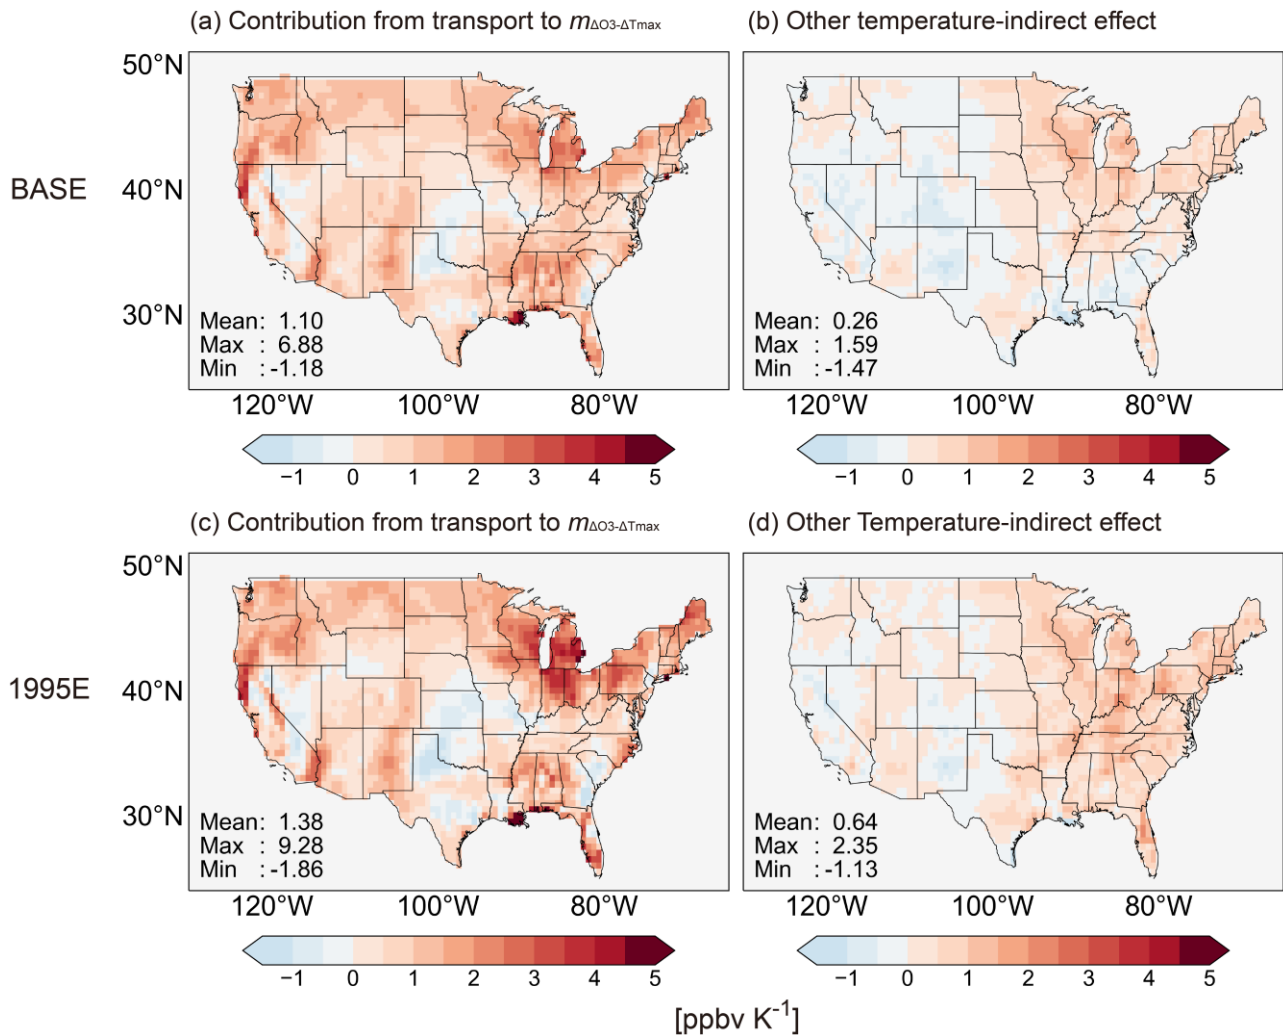 (a) Contribution from transport to mΔO3-ΔTmax
(b) Other temperature-indirect effect
BASE
50°N
40°N
30°N
Mean: 1.10
Max : 6.88
Min : -1.18
Mean: 0.26
Max : 1.59
Min : -1.47
120°W 100°W 80°W
120°W 100°W 80°W
−1 0 1 2 3 4 5
−1 0 1 2 3 4 5
(c) Contribution from transport to mΔO3-ΔTmax
(d) Other Temperature-indirect effect
1995E
50°N
40°N
30°N
Mean: 1.38
Max : 9.28
Min : -1.86
Mean: 0.64
Max : 2.35
Min : -1.13
120°W 100°W 80°W
120°W 100°W 80°W
−1 0 1 2 3 4 5
−1 0 1 2 3 4 5
[ppbv K⁻¹]